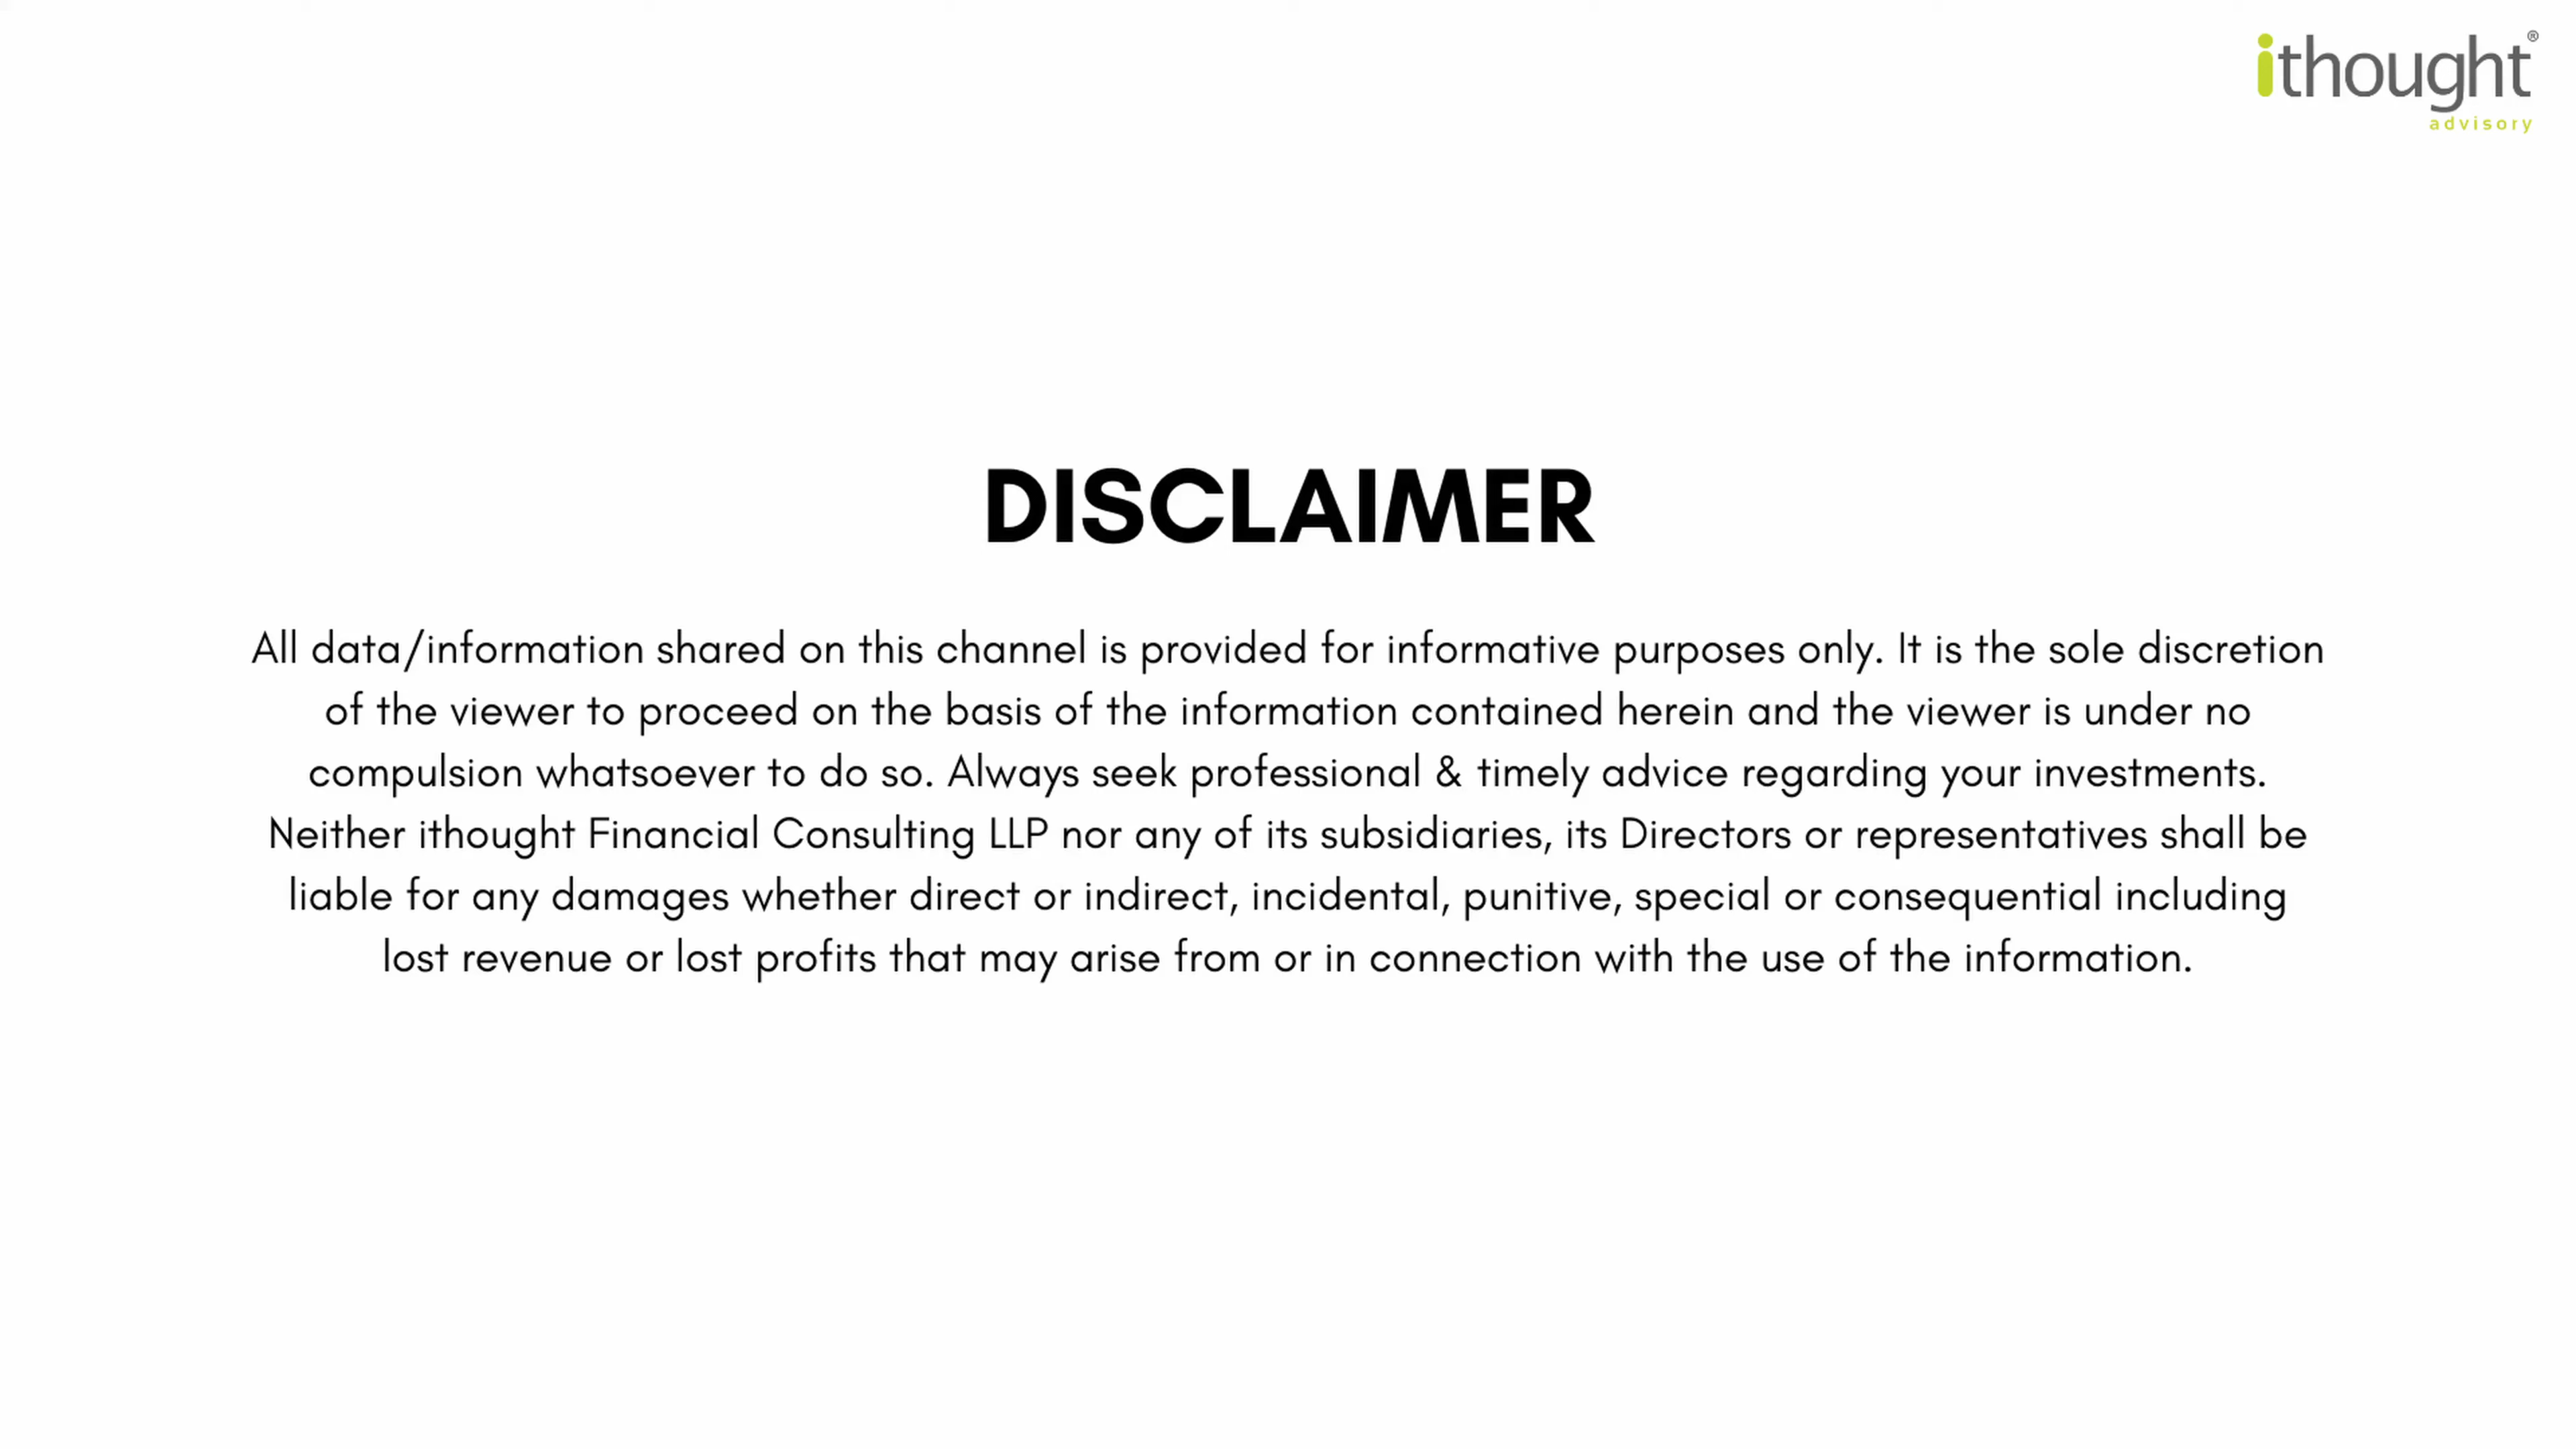 ithought®
advisory
DISCLAIMER
All data/information shared on this channel is provided for informative purposes only. It is the sole discretion
of the viewer to proceed on the basis of the information contained herein and the viewer is under no
compulsion whatsoever to do so. Always seek professional & timely advice regarding your investments.
Neither ithought Financial Consulting LLP nor any of its subsidiaries, its Directors or representatives shall be
liable for any damages whether direct or indirect, incidental, punitive, special or consequential including
lost revenue or lost profits that may arise from or in connection with the use of the information.